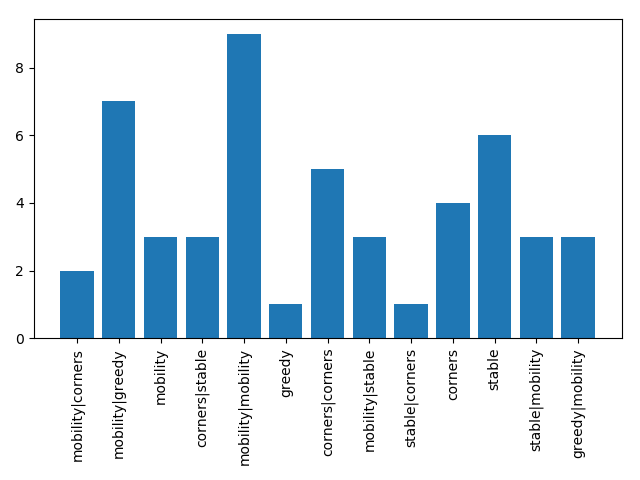 8
6
4
2
0
mobility|corners
mobility|greedy
mobility
corners|stable
mobility|mobility
greedy
corners|corners
mobility|stable
stable|corners
corners
stable
stable|mobility
greedy|mobility